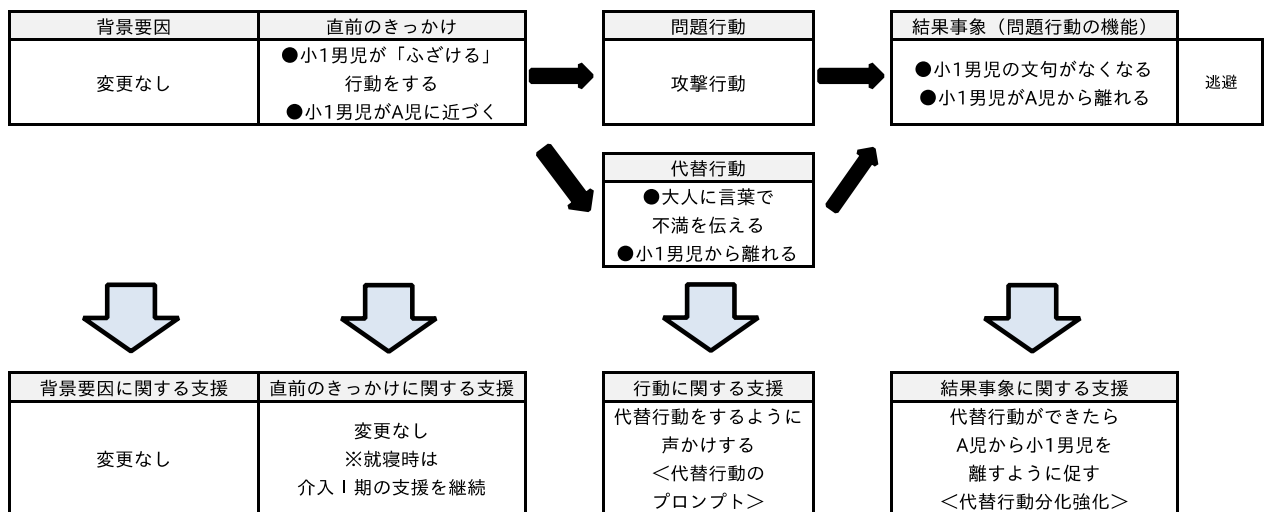 背景要因
変更なし
直前のきっかけ
●小1男児が「ふざける」
行動をする
●小1男児がA児に近づく
問題行動
攻撃行動
結果事象（問題行動の機能）
●小1男児の文句がなくなる
●小1男児がA児から離れる
逃避
代替行動
●大人に言葉で
不満を伝える
●小1男児から離れる
背景要因に関する支援
変更なし
直前のきっかけに関する支援
変更なし
※就寝時は
介入Ⅰ期の支援を継続
行動に関する支援
代替行動をするように
声かけする
＜代替行動の
プロンプト＞
結果事象に関する支援
代替行動ができたら
A児から小1男児を
離すように促す
＜代替行動分化強化＞